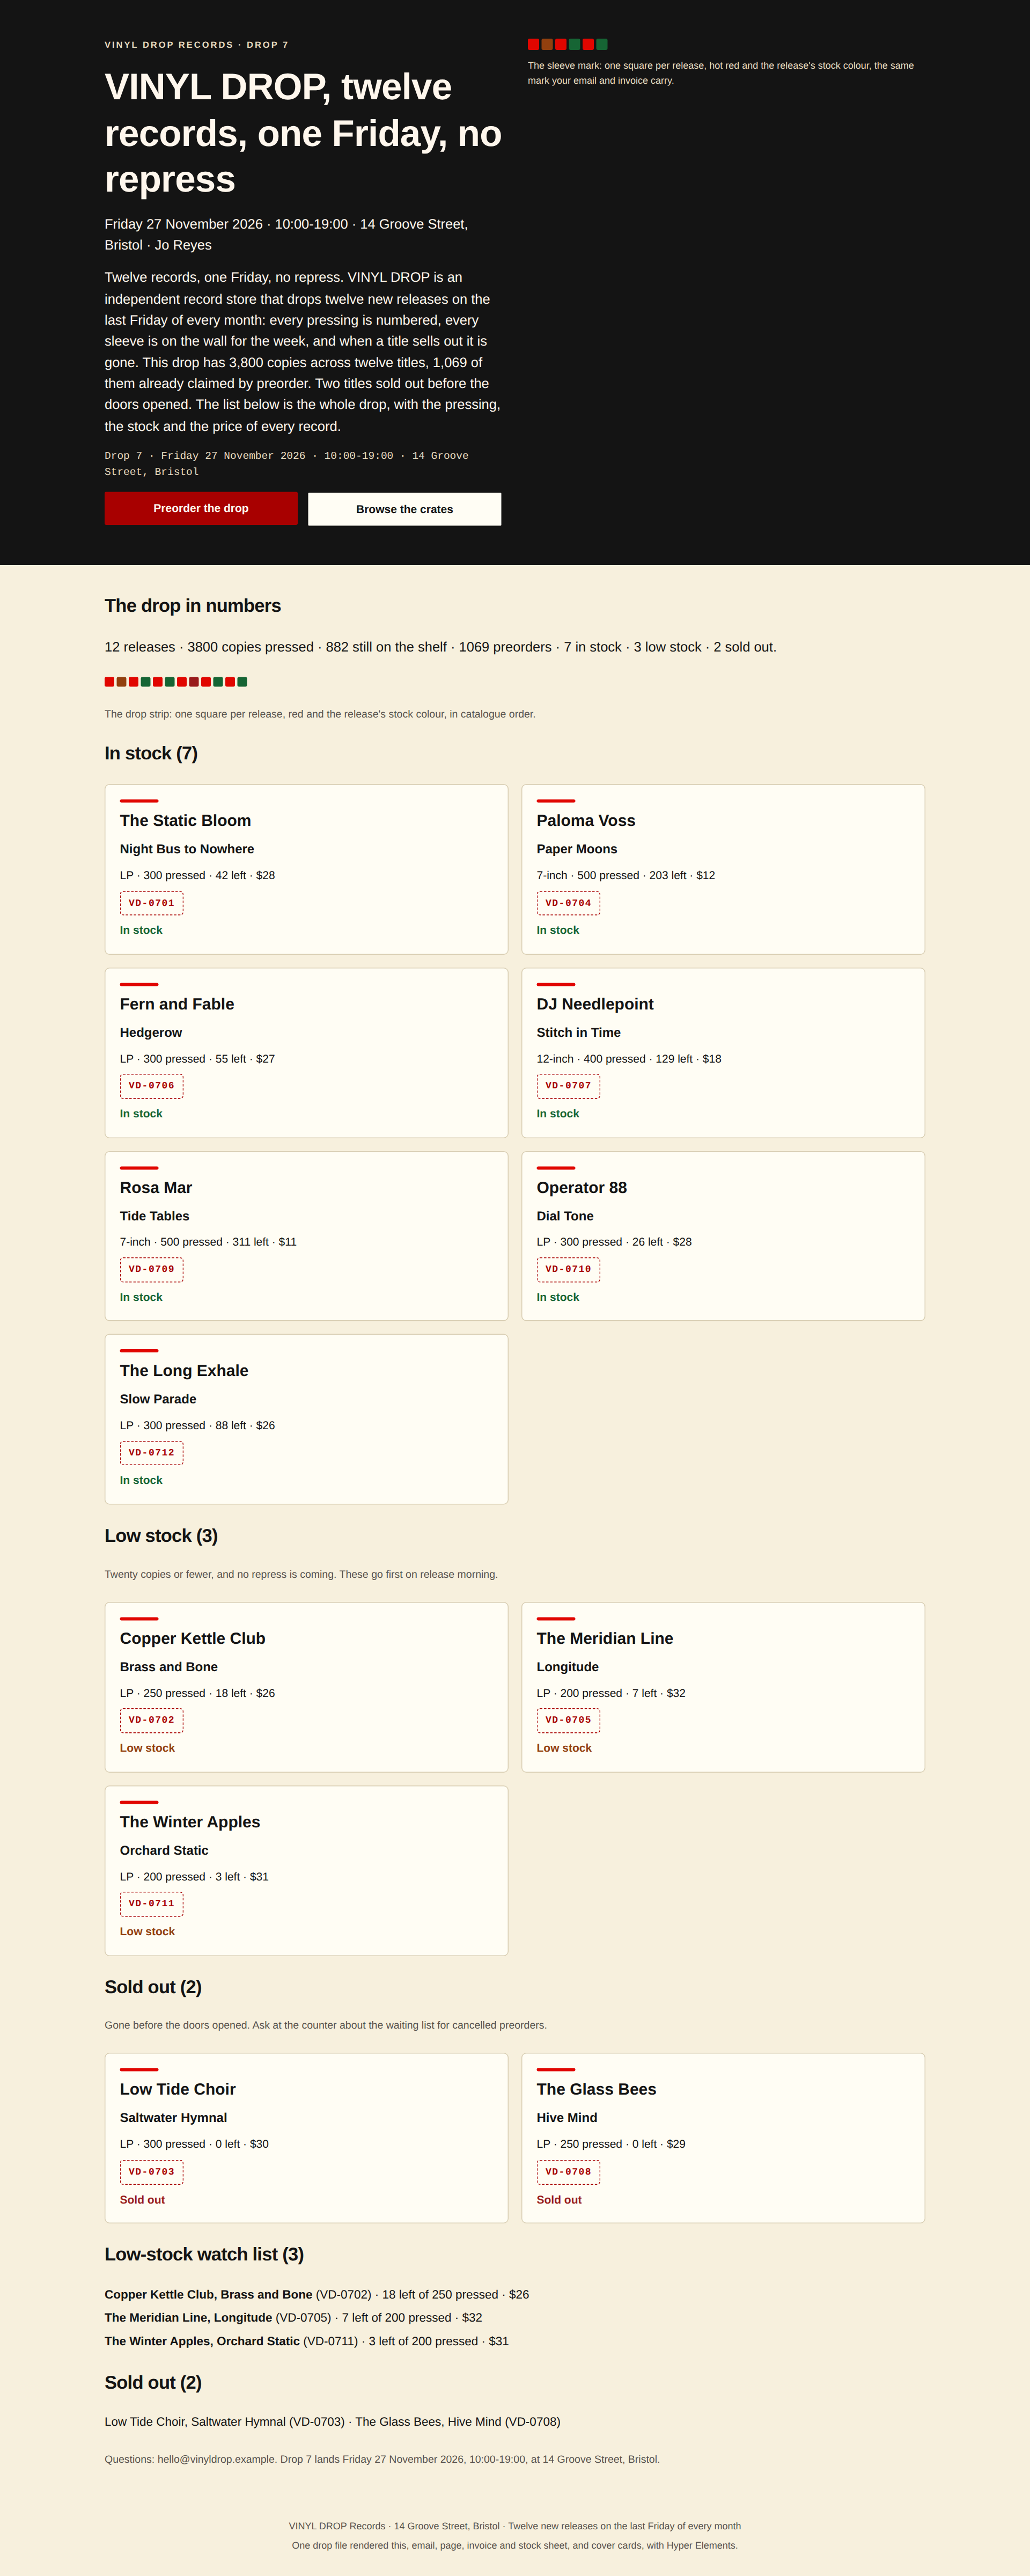 VINYL DROP RECORDS · DROP 7
VINYL DROP, twelve
records, one Friday, no
repress
Friday 27 November 2026 · 10:00-19:00 · 14 Groove Street,
Bristol · Jo Reyes
Twelve records, one Friday, no repress. VINYL DROP is an
independent record store that drops twelve new releases on the
last Friday of every month: every pressing is numbered, every
sleeve is on the wall for the week, and when a title sells out it is
gone. This drop has 3,800 copies across twelve titles, 1,069 of
them already claimed by preorder. Two titles sold out before the
doors opened. The list below is the whole drop, with the pressing,
the stock and the price of every record.
Drop 7 · Friday 27 November 2026 · 10:00-19:00 · 14 Groove
Street, Bristol
Preorder the drop
Browse the crates
The sleeve mark: one square per release, hot red and the release's stock colour, the same
mark your email and invoice carry.
The drop in numbers
12 releases · 3800 copies pressed · 882 still on the shelf · 1069 preorders · 7 in stock · 3 low stock · 2 sold out.
The drop strip: one square per release, red and the release's stock colour, in catalogue order.
In stock (7)
The Static Bloom
Night Bus to Nowhere
LP · 300 pressed · 42 left · $28
VD-0701
In stock
Paloma Voss
Paper Moons
7-inch · 500 pressed · 203 left · $12
VD-0704
In stock
Fern and Fable
Hedgerow
LP · 300 pressed · 55 left · $27
VD-0706
In stock
DJ Needlepoint
Stitch in Time
12-inch · 400 pressed · 129 left · $18
VD-0707
In stock
Rosa Mar
Tide Tables
7-inch · 500 pressed · 311 left · $11
VD-0709
In stock
Operator 88
Dial Tone
LP · 300 pressed · 26 left · $28
VD-0710
In stock
The Long Exhale
Slow Parade
LP · 300 pressed · 88 left · $26
VD-0712
In stock
Low stock (3)
Twenty copies or fewer, and no repress is coming. These go first on release morning.
Copper Kettle Club
Brass and Bone
LP · 250 pressed · 18 left · $26
VD-0702
Low stock
The Meridian Line
Longitude
LP · 200 pressed · 7 left · $32
VD-0705
Low stock
The Winter Apples
Orchard Static
LP · 200 pressed · 3 left · $31
VD-0711
Low stock
Sold out (2)
Gone before the doors opened. Ask at the counter about the waiting list for cancelled preorders.
Low Tide Choir
Saltwater Hymnal
LP · 300 pressed · 0 left · $30
VD-0703
Sold out
The Glass Bees
Hive Mind
LP · 250 pressed · 0 left · $29
VD-0708
Sold out
Low-stock watch list (3)
Copper Kettle Club, Brass and Bone (VD-0702) · 18 left of 250 pressed · $26
The Meridian Line, Longitude (VD-0705) · 7 left of 200 pressed · $32
The Winter Apples, Orchard Static (VD-0711) · 3 left of 200 pressed · $31
Sold out (2)
Low Tide Choir, Saltwater Hymnal (VD-0703) · The Glass Bees, Hive Mind (VD-0708)
Questions: hello@vinyldrop.example. Drop 7 lands Friday 27 November 2026, 10:00-19:00, at 14 Groove Street, Bristol.
VINYL DROP Records · 14 Groove Street, Bristol · Twelve new releases on the last Friday of every month
One drop file rendered this, email, page, invoice and stock sheet, and cover cards, with Hyper Elements.